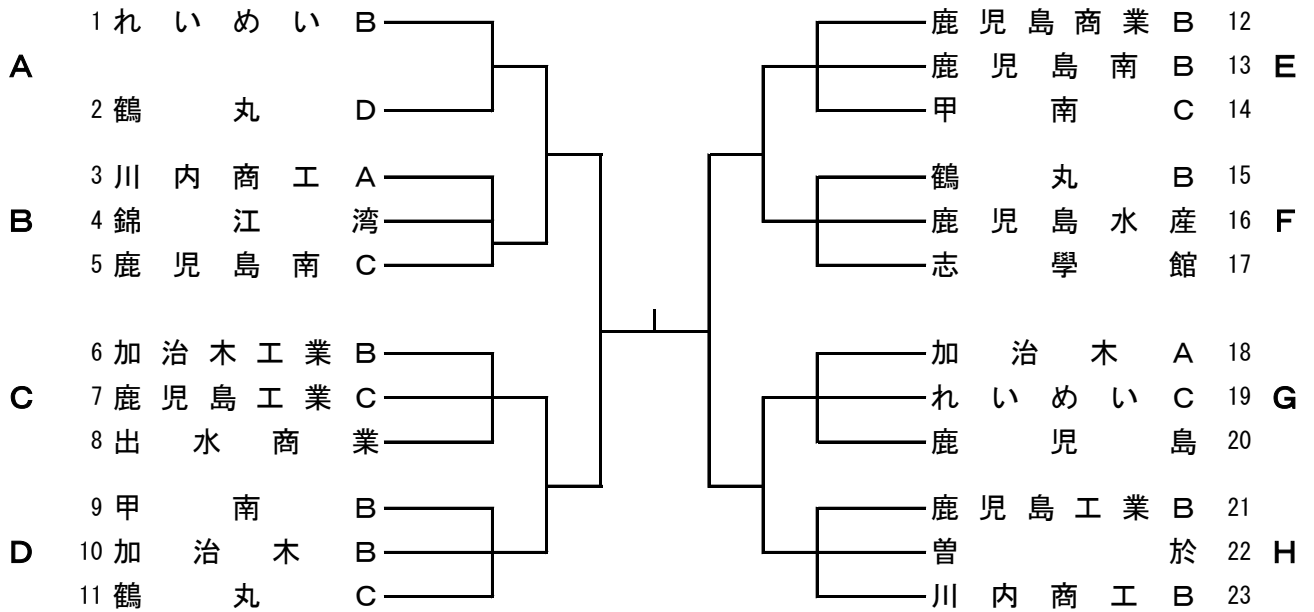 1 れいめい B
A
2 鶴丸 D
3 川内商工 A
B 4 錦江湾
5 鹿児島南 C
6 加治木工業 B
C 7 鹿児島工業 C
8 出水商業
9 甲南 B
D 10 加治木 B
11 鶴丸 C
鹿児島商業 B 12
鹿児島南 B 13 E
甲南 C 14
鶴丸 B 15
鹿児島水産 16 F
志學館 17
加治木 A 18
れいめい C 19 G
鹿児島 20
鹿児島工業 B 21
曽於 22 H
川内商工 B 23